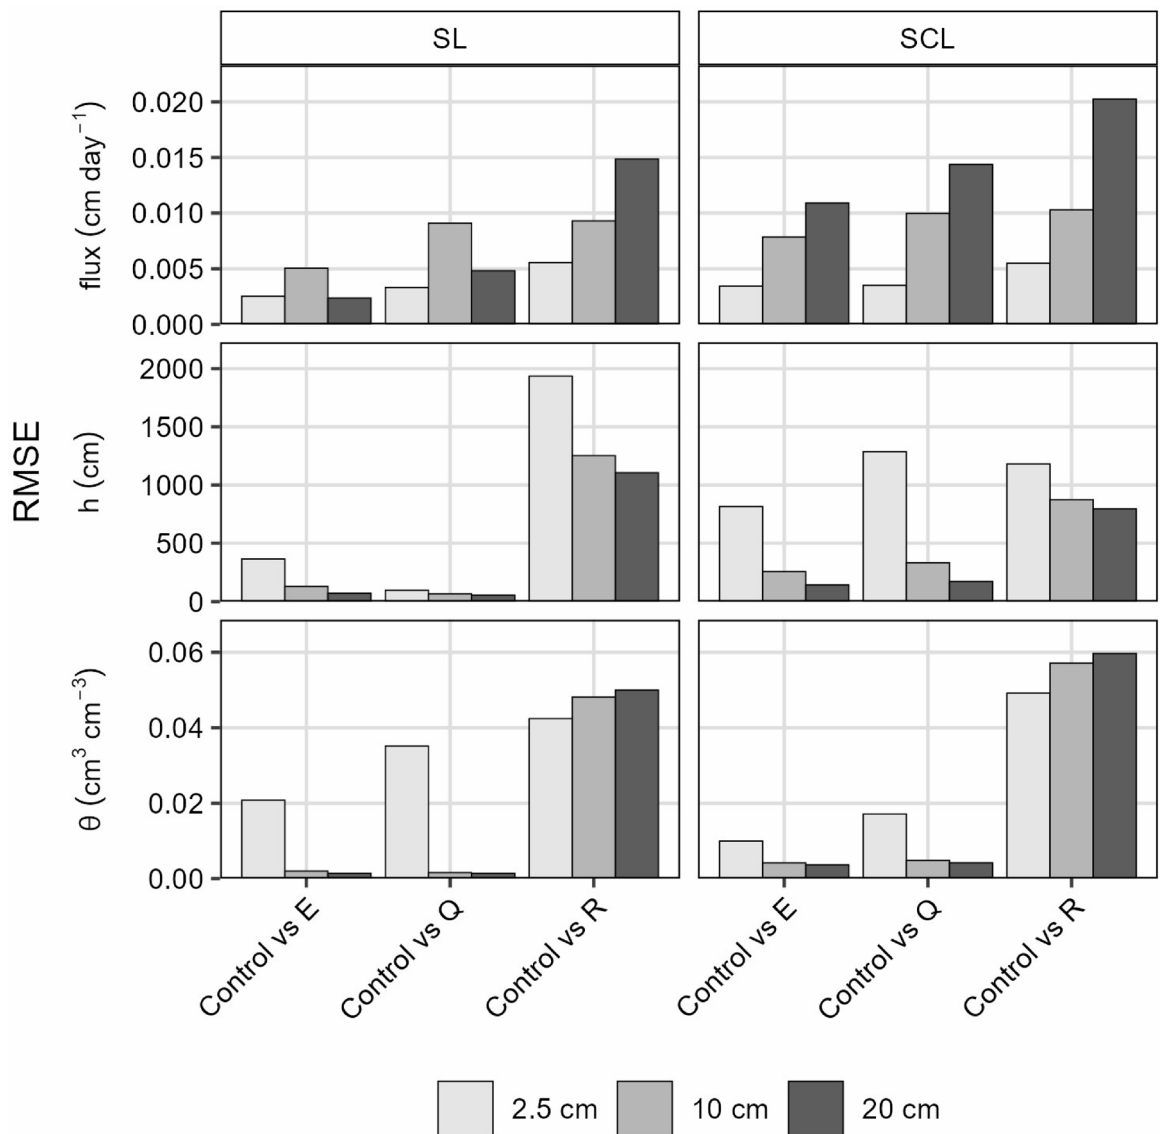 SL
SCL
RMSE
flux (cm day⁻¹)
0.020
0.015
0.010
0.005
0.000
h (cm)
2000
1500
1000
500
0
θ (cm³ cm⁻³)
0.06
0.04
0.02
0.00
Control vs E
Control vs Q
Control vs R
Control vs E
Control vs Q
Control vs R
2.5 cm
10 cm
20 cm